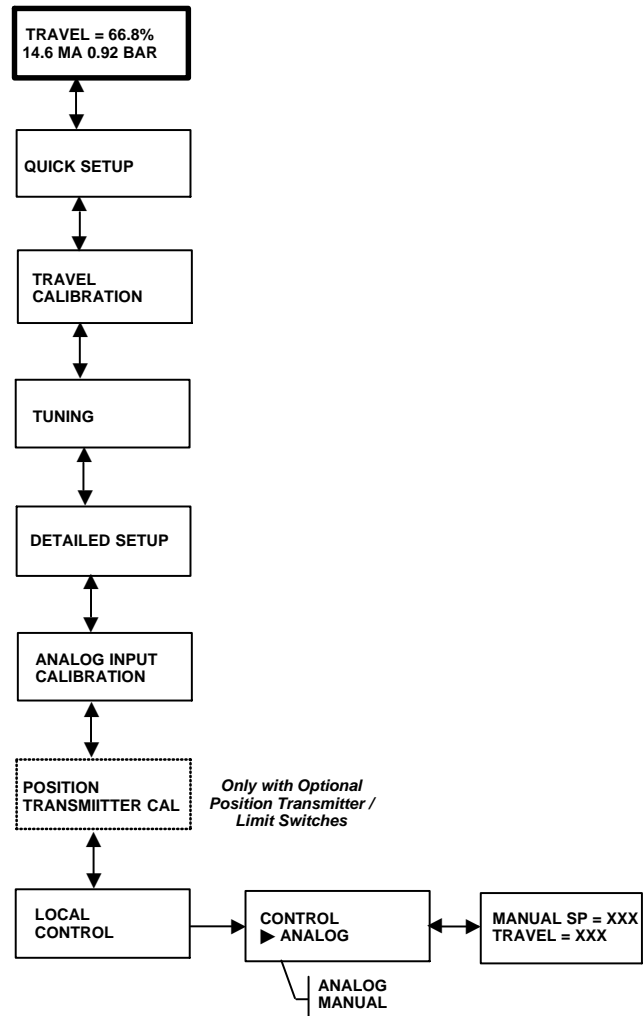 TRAVEL = 66.8%
14.6 MA 0.92 BAR
QUICK SETUP
TRAVEL
CALIBRATION
TUNING
DETAILED SETUP
ANALOG INPUT
CALIBRATION
POSITION
TRANSMIITTER CAL
Only with Optional
Position Transmitter /
Limit Switches
LOCAL
CONTROL
CONTROL
▶ ANALOG
MANUAL SP = XXX
TRAVEL = XXX
ANALOG
MANUAL